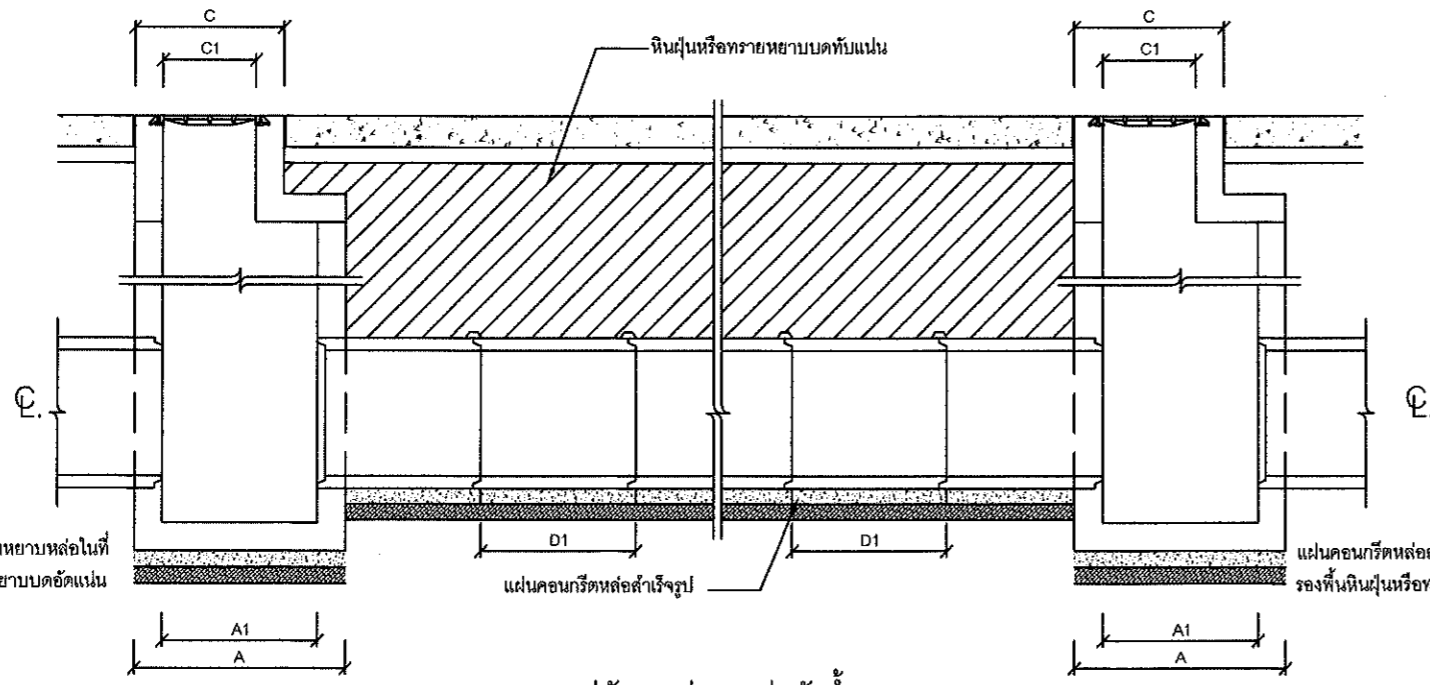 C
C
C1
C1
หินฝุ่นหรือทรายหยาบบดทับแน่น
℄.
℄.
หยาบหล่อในที่
ยาบบดอัดแน่น
D1
D1
แผ่นคอนกรีตหล่อสำเร็จรูป
แผ่นคอนกรีตหล่อ
รองพื้นหินฝุ่นหรือท
A1
A1
A
A